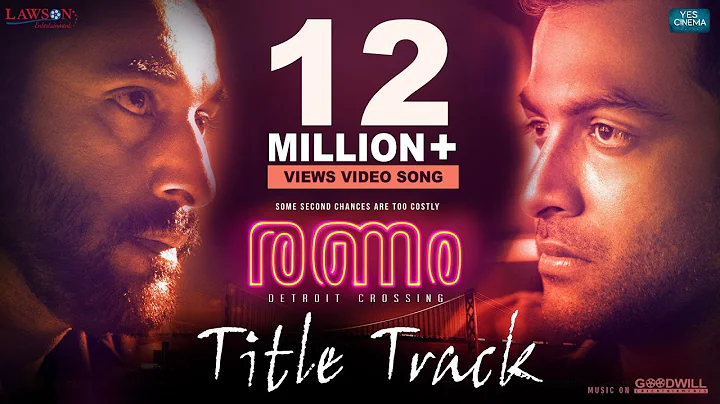 LAWSON
Entertainment
YES
CINEMA
12
MILLION+
VIEWS VIDEO SONG
SOME SECOND CHANCES ARE TOO COSTLY
രണം
DETROIT CROSSING
Title Track
MUSIC ON GOODWILL
ENTERTAINMENTS